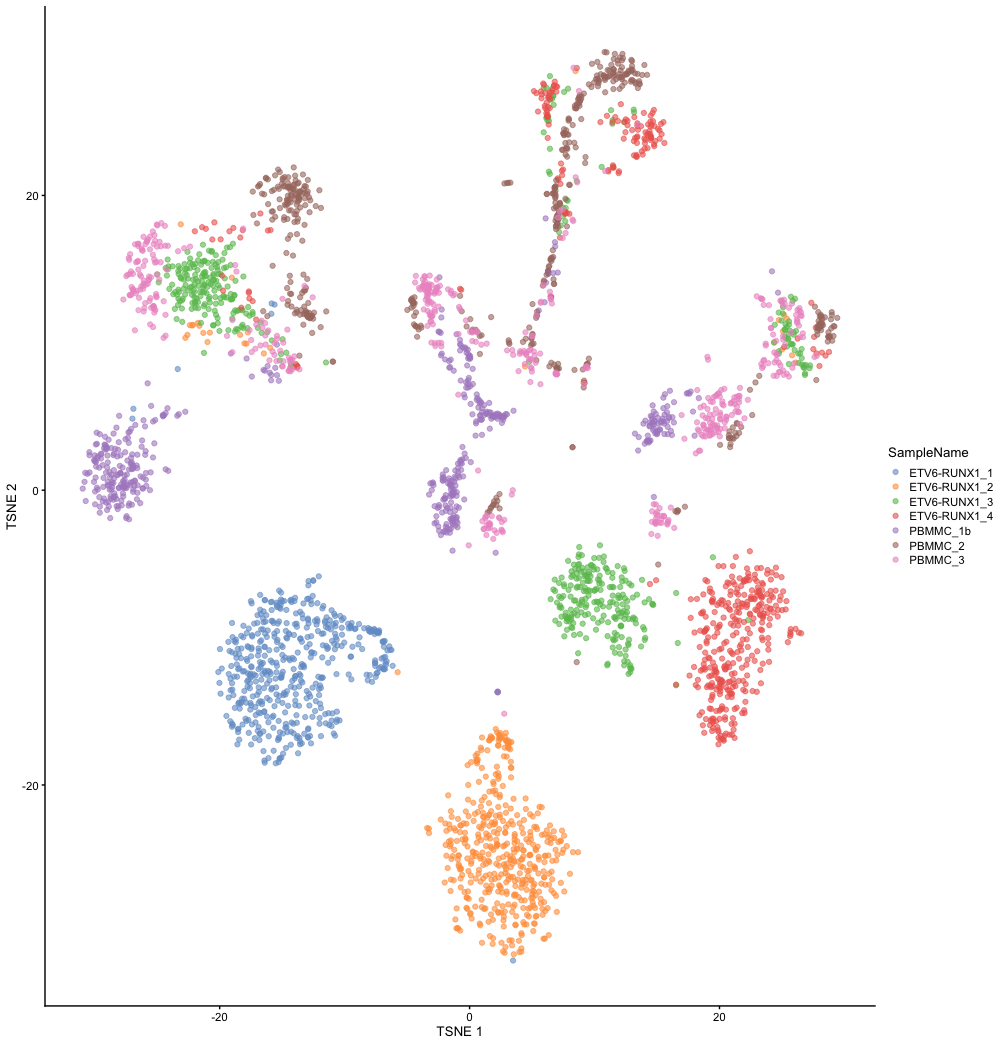 20
0
-20
TSNE 2
-20
0
20
TSNE 1
SampleName
ETV6-RUNX1_1
ETV6-RUNX1_2
ETV6-RUNX1_3
ETV6-RUNX1_4
PBMMC_1b
PBMMC_2
PBMMC_3